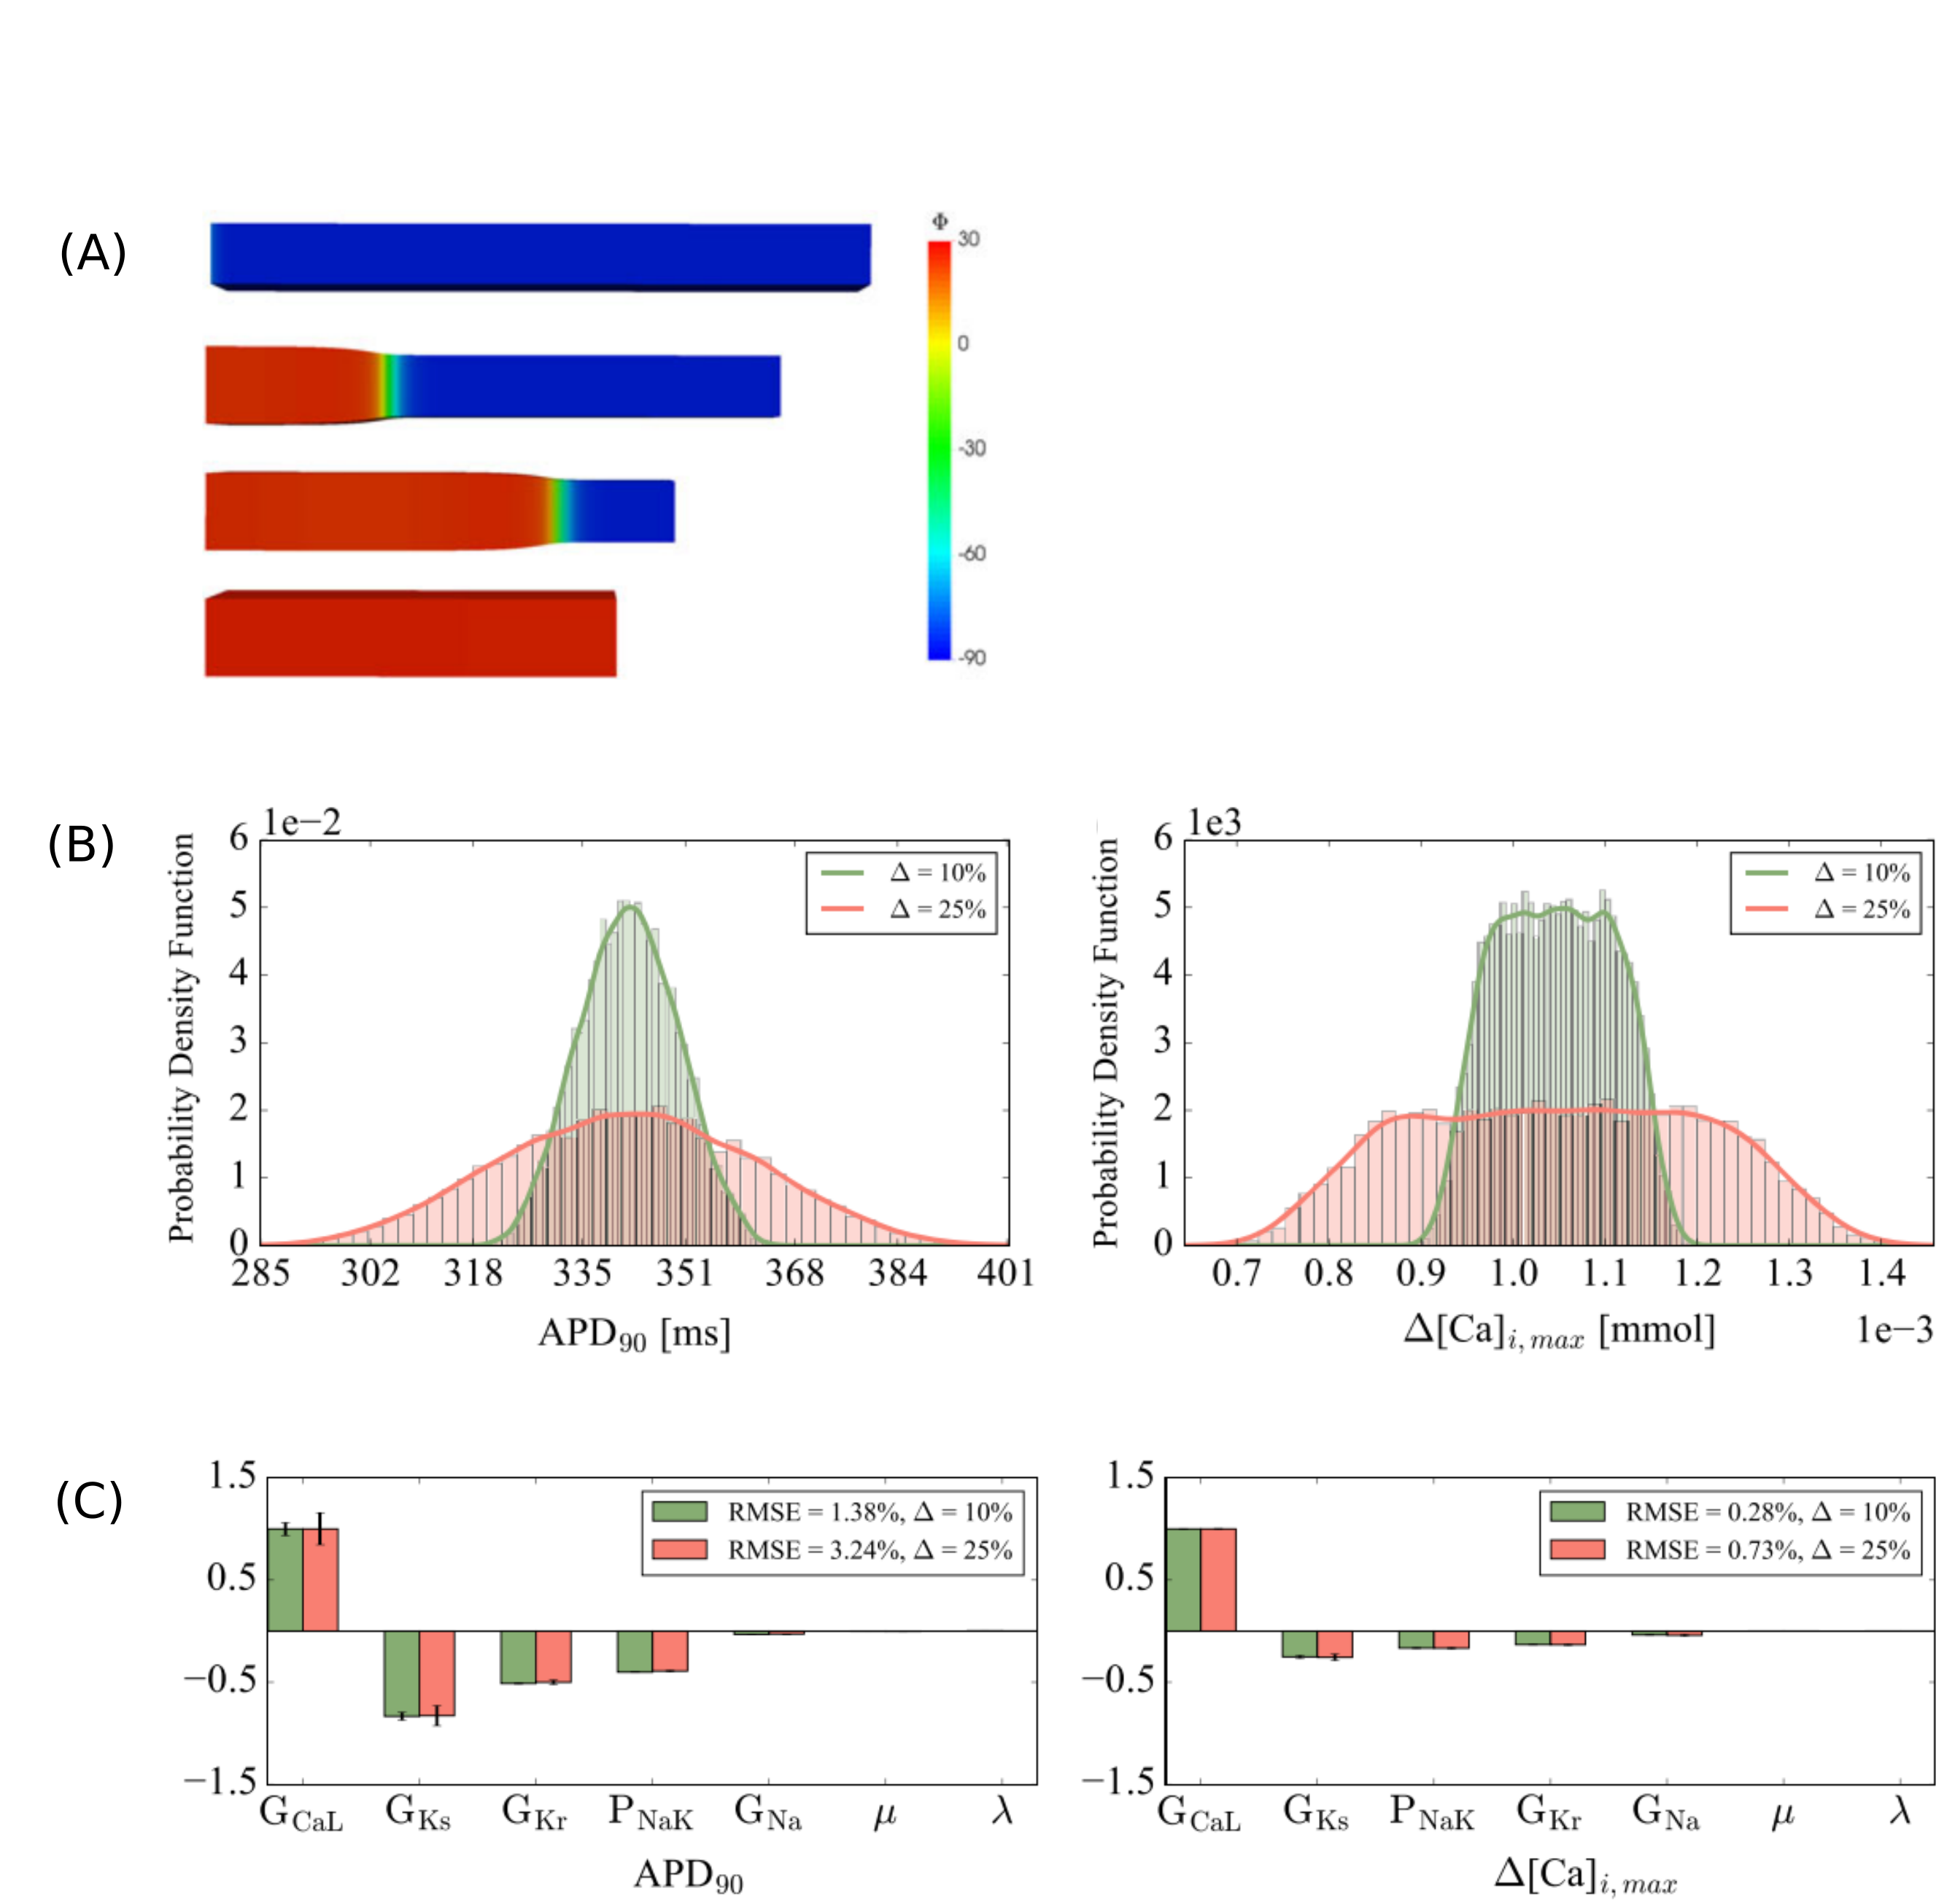 (A)
Φ
30
0
-30
-60
-90
(B)
1e−2
Probability Density Function
6
5
4
3
2
1
0
Δ = 10%
Δ = 25%
285 302 318 335 351 368 384 401
APD90 [ms]
1e3
Probability Density Function
6
5
4
3
2
1
0
Δ = 10%
Δ = 25%
0.7 0.8 0.9 1.0 1.1 1.2 1.3 1.4
Δ[Ca]i, max [mmol]
1e−3
(C)
1.5
0.5
−0.5
−1.5
RMSE = 1.38%, Δ = 10%
RMSE = 3.24%, Δ = 25%
GCaL GKs GKr PNaK GNa μ λ
APD90
1.5
0.5
−0.5
−1.5
RMSE = 0.28%, Δ = 10%
RMSE = 0.73%, Δ = 25%
GCaL GKs PNaK GKr GNa μ λ
Δ[Ca]i, max